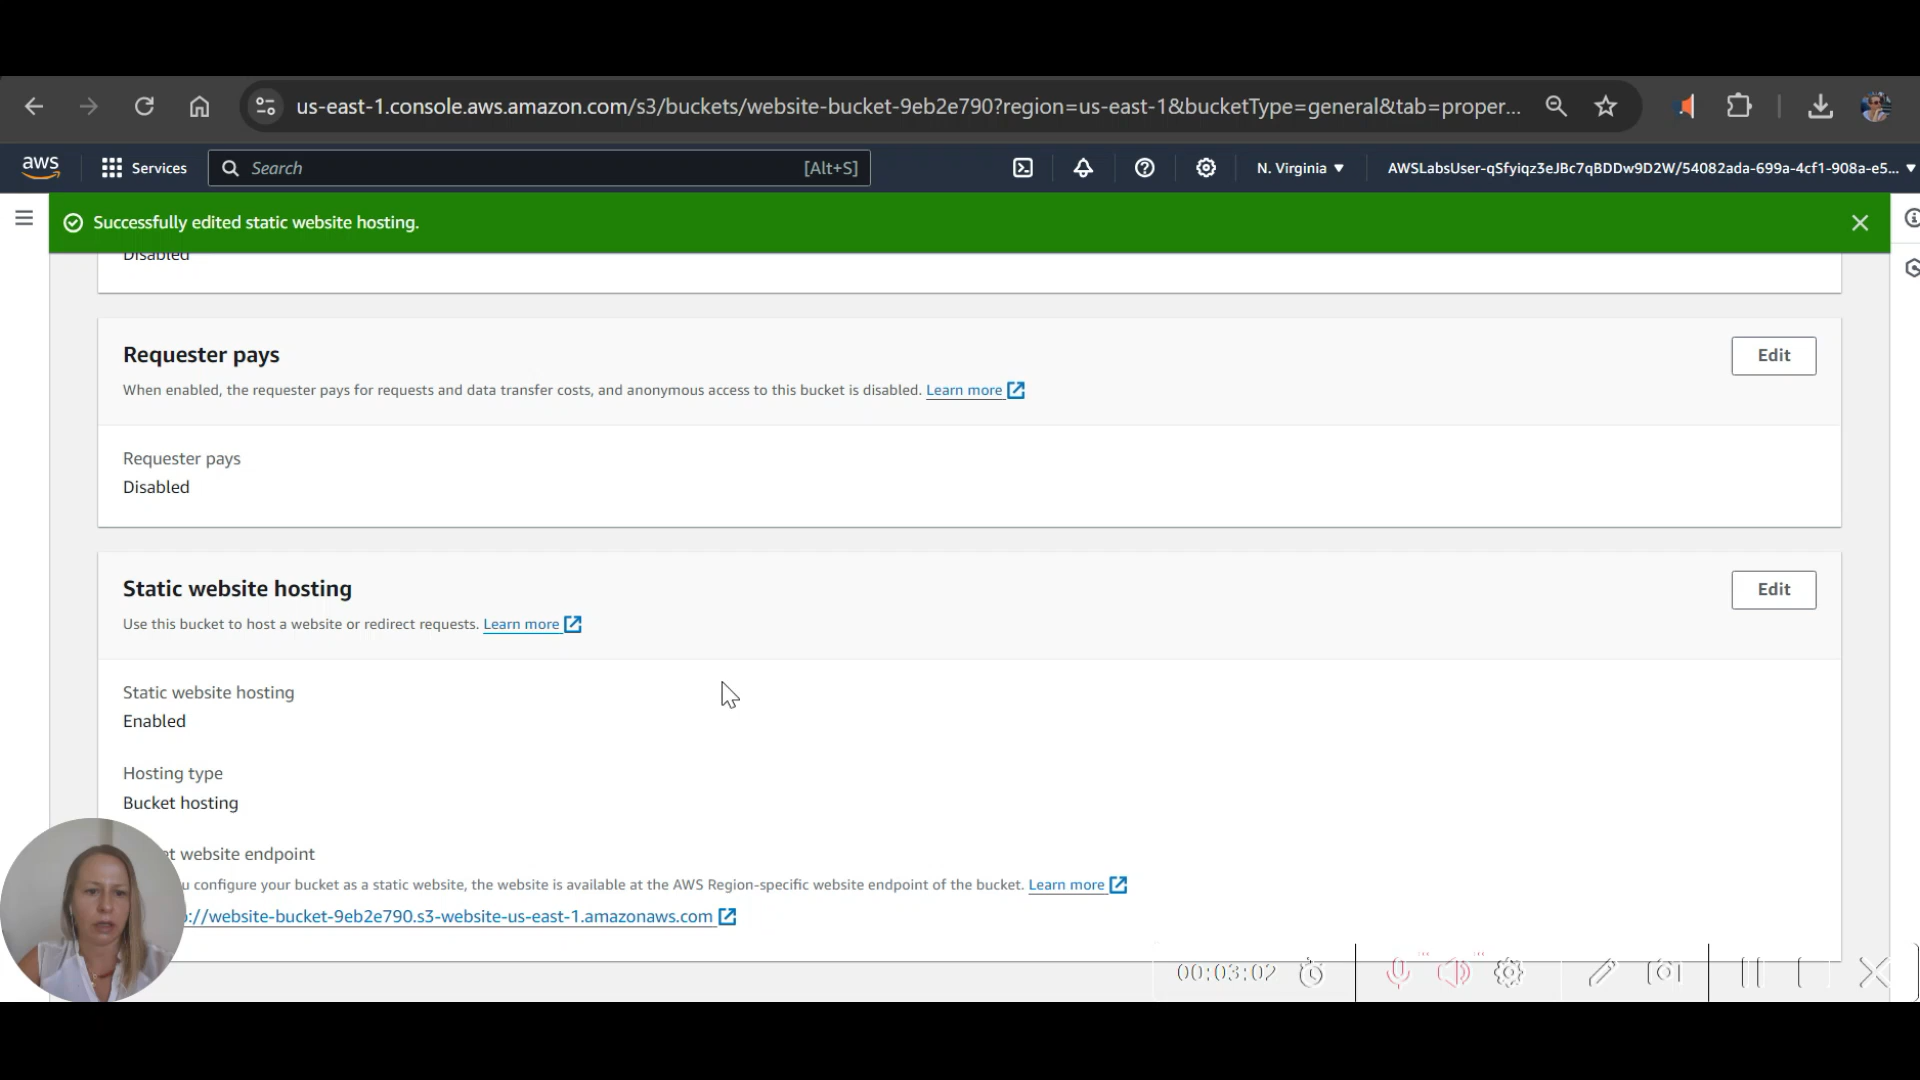 us-east-1.console.aws.amazon.com/s3/buckets/website-bucket-9eb2e790?region=us-east-1&bucketType=general&tab=proper...
aws
Services
Search
[Alt+S]
N. Virginia
AWSLabsUser-qSfyiqz3eJBc7qBDDw9D2W/54082ada-699a-4cf1-908a-e5...
Successfully edited static website hosting.
Disabled
Requester pays
Edit
When enabled, the requester pays for requests and data transfer costs, and anonymous access to this bucket is disabled. Learn more
Requester pays
Disabled
Static website hosting
Edit
Use this bucket to host a website or redirect requests. Learn more
Static website hosting
Enabled
Hosting type
Bucket hosting
website endpoint
configure your bucket as a static website, the website is available at the AWS Region-specific website endpoint of the bucket. Learn more
://website-bucket-9eb2e790.s3-website-us-east-1.amazonaws.com
00:03:02